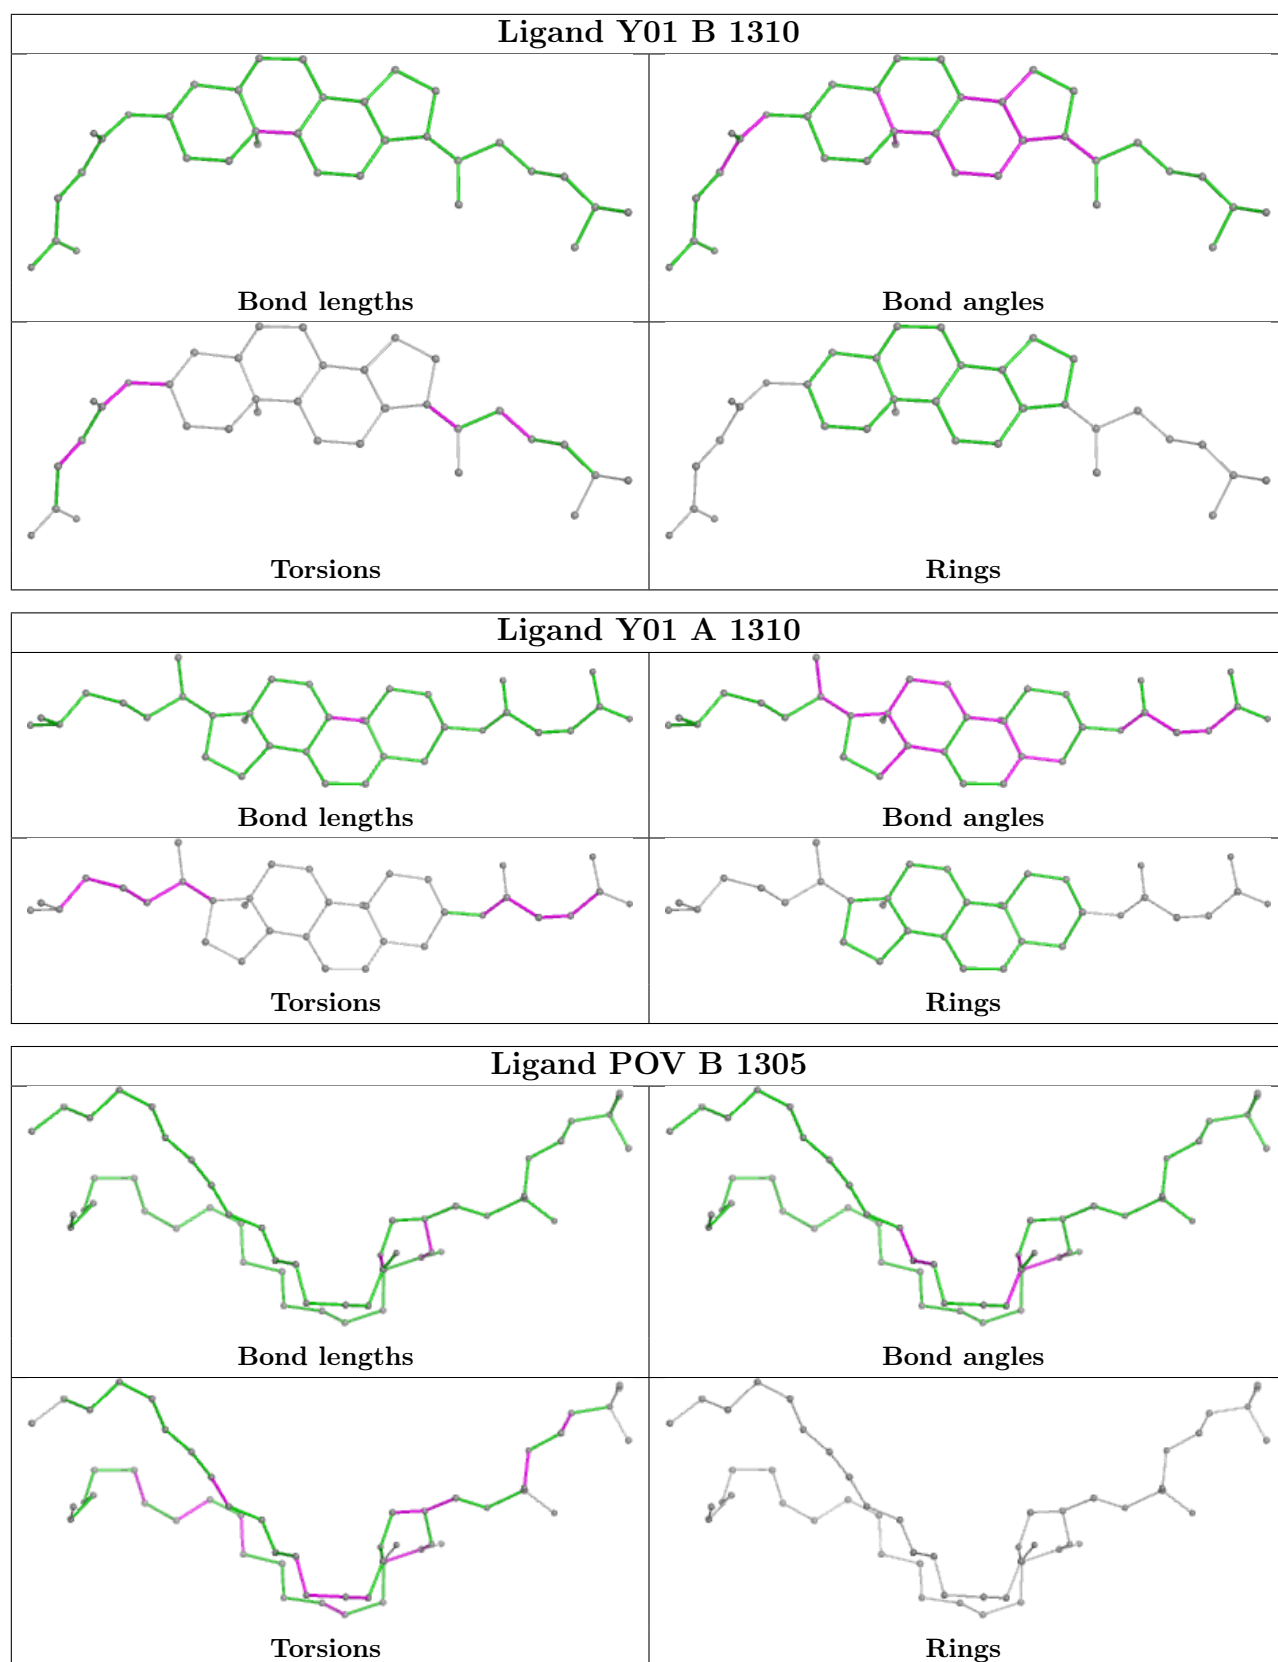 Ligand Y01 B 1310
Bond lengths
Bond angles
Torsions
Rings
Ligand Y01 A 1310
Bond lengths
Bond angles
Torsions
Rings
Ligand POV B 1305
Bond lengths
Bond angles
Torsions
Rings